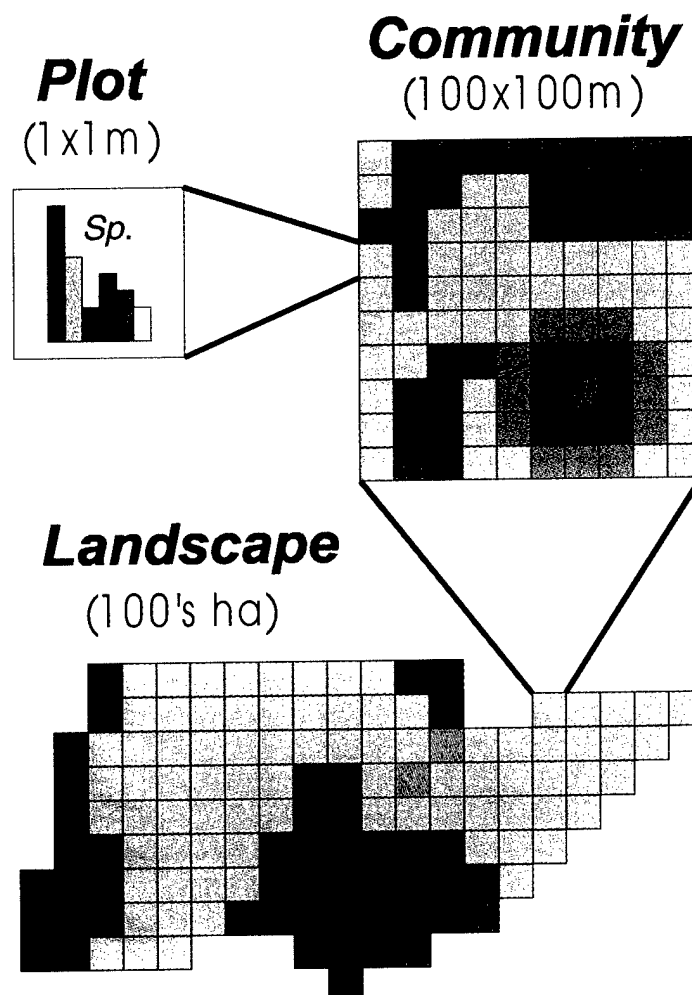 Plot
(1x1m)
Sp.
Community
(100x100m)
Landscape
(100's ha)